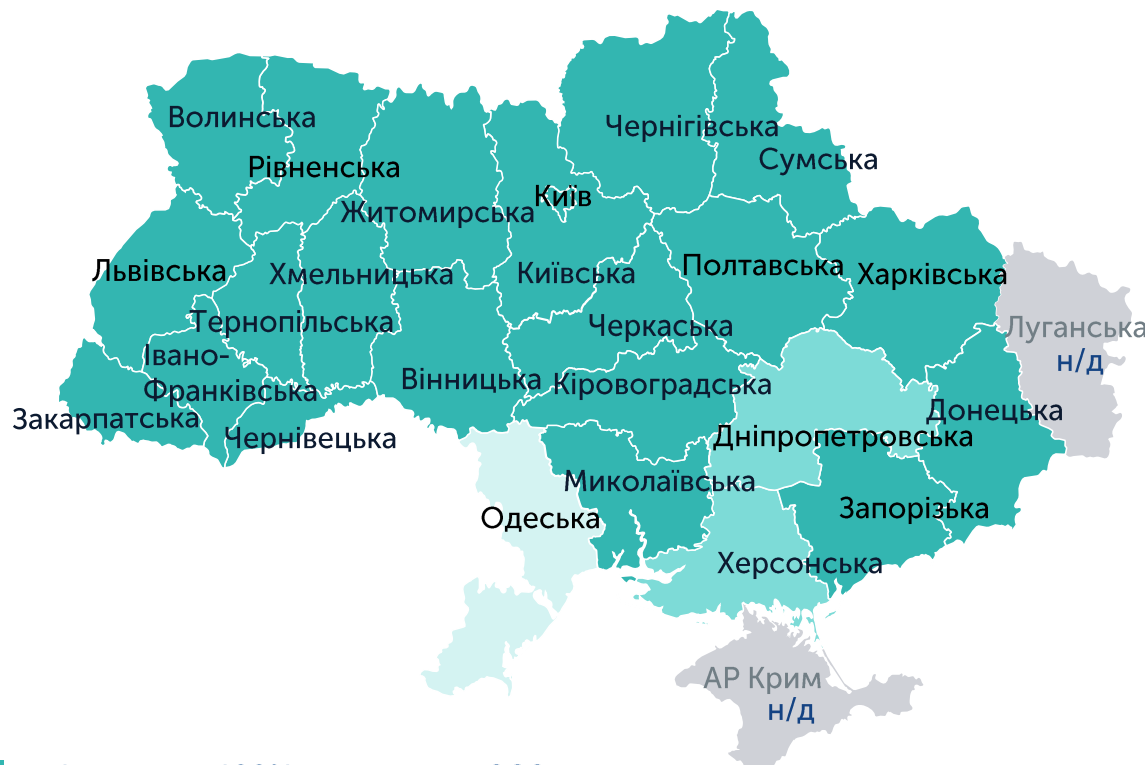 Волинська
Чернігівська
Сумська
Рівненська
Київ
Житомирська
Львівська
Хмельницька
Київська
Полтавська
Харківська
Тернопільська
Черкаська
Луганська
н/д
Івано-
Франківська
Вінницька
Кіровоградська
Закарпатська
Чернівецька
Донецька
Дніпропетровська
Миколаївська
Одеська
Запорізька
Херсонська
АР Крим
н/д